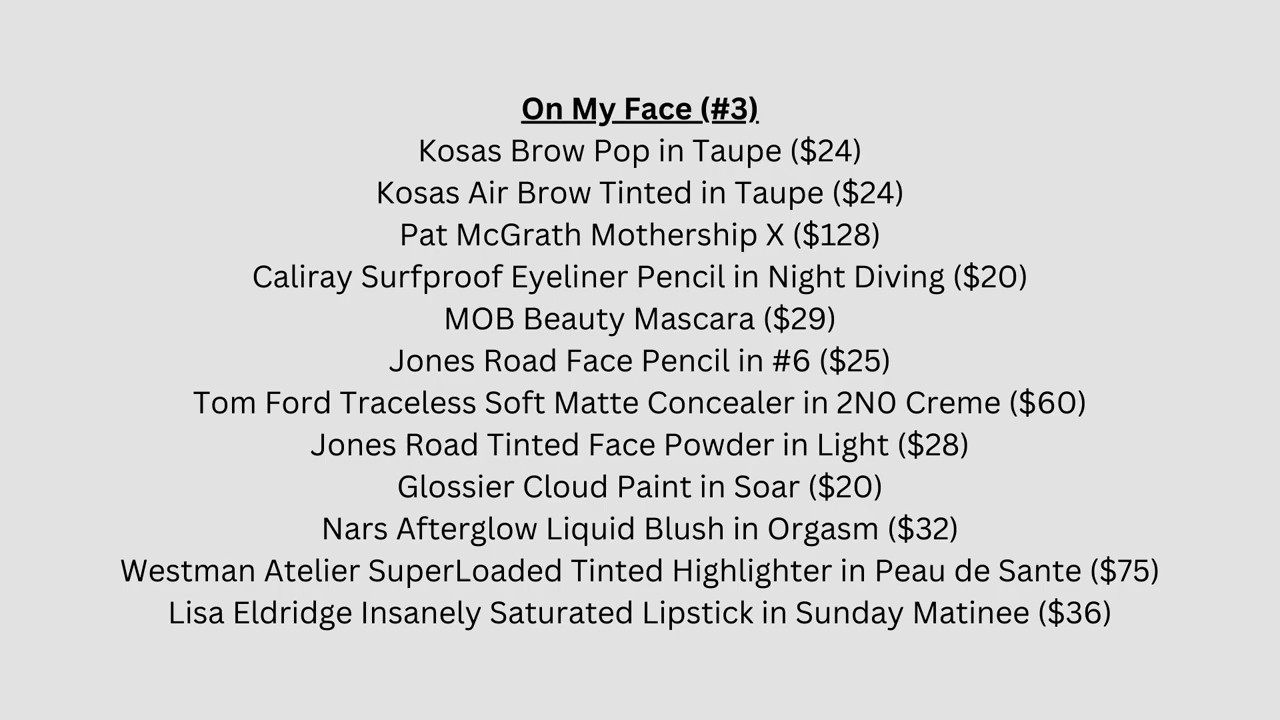 On My Face (#3)
Kosas Brow Pop in Taupe ($24)
Kosas Air Brow Tinted in Taupe ($24)
Pat McGrath Mothership X ($128)
Caliray Surfproof Eyeliner Pencil in Night Diving ($20)
MOB Beauty Mascara ($29)
Jones Road Face Pencil in #6 ($25)
Tom Ford Traceless Soft Matte Concealer in 2N0 Creme ($60)
Jones Road Tinted Face Powder in Light ($28)
Glossier Cloud Paint in Soar ($20)
Nars Afterglow Liquid Blush in Orgasm ($32)
Westman Atelier SuperLoaded Tinted Highlighter in Peau de Sante ($75)
Lisa Eldridge Insanely Saturated Lipstick in Sunday Matinee ($36)